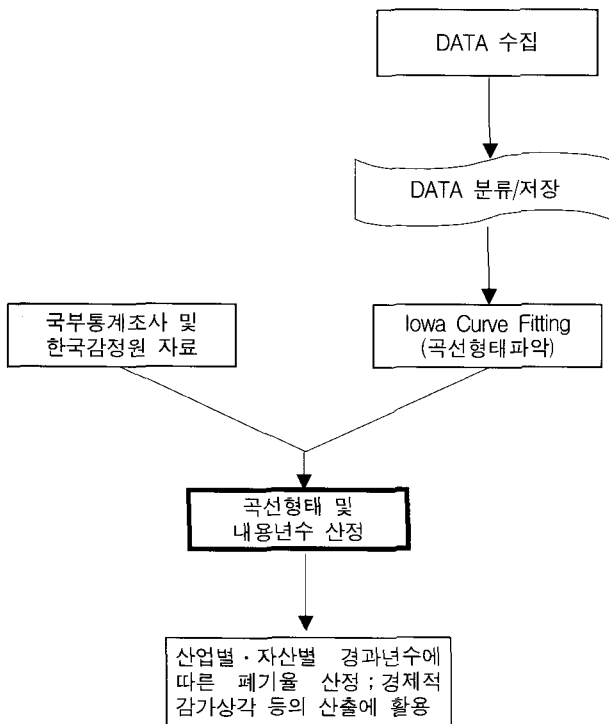 DATA 수집
DATA 분류/저장
국부통계조사 및
한국감정원 자료
Iowa Curve Fitting
(곡선형태파악)
곡선형태 및
내용년수 산정
산업별·자산별 경과년수에
따른 폐기율 산정 ; 경제적
감가상각 등의 산출에 활용